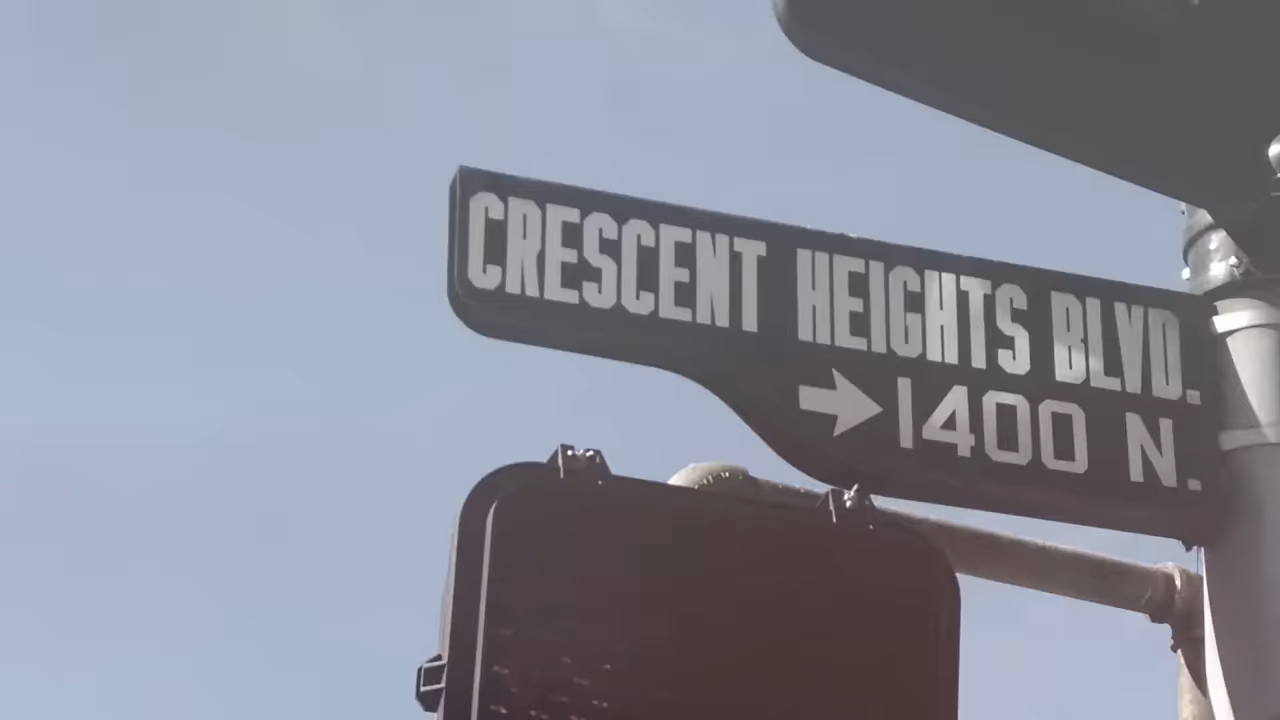 CRESCENT HEIGHTS BLVD.
→ 1400 N.